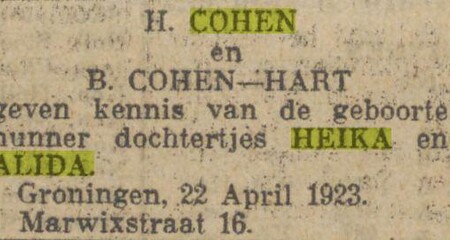 H. COHEN
en
B. COHEN—HART
geven kennis van de geboorte
hunner dochtertjes HEIKA en
ALIDA.
Groningen, 22 April 1923.
Marwixstraat 16.